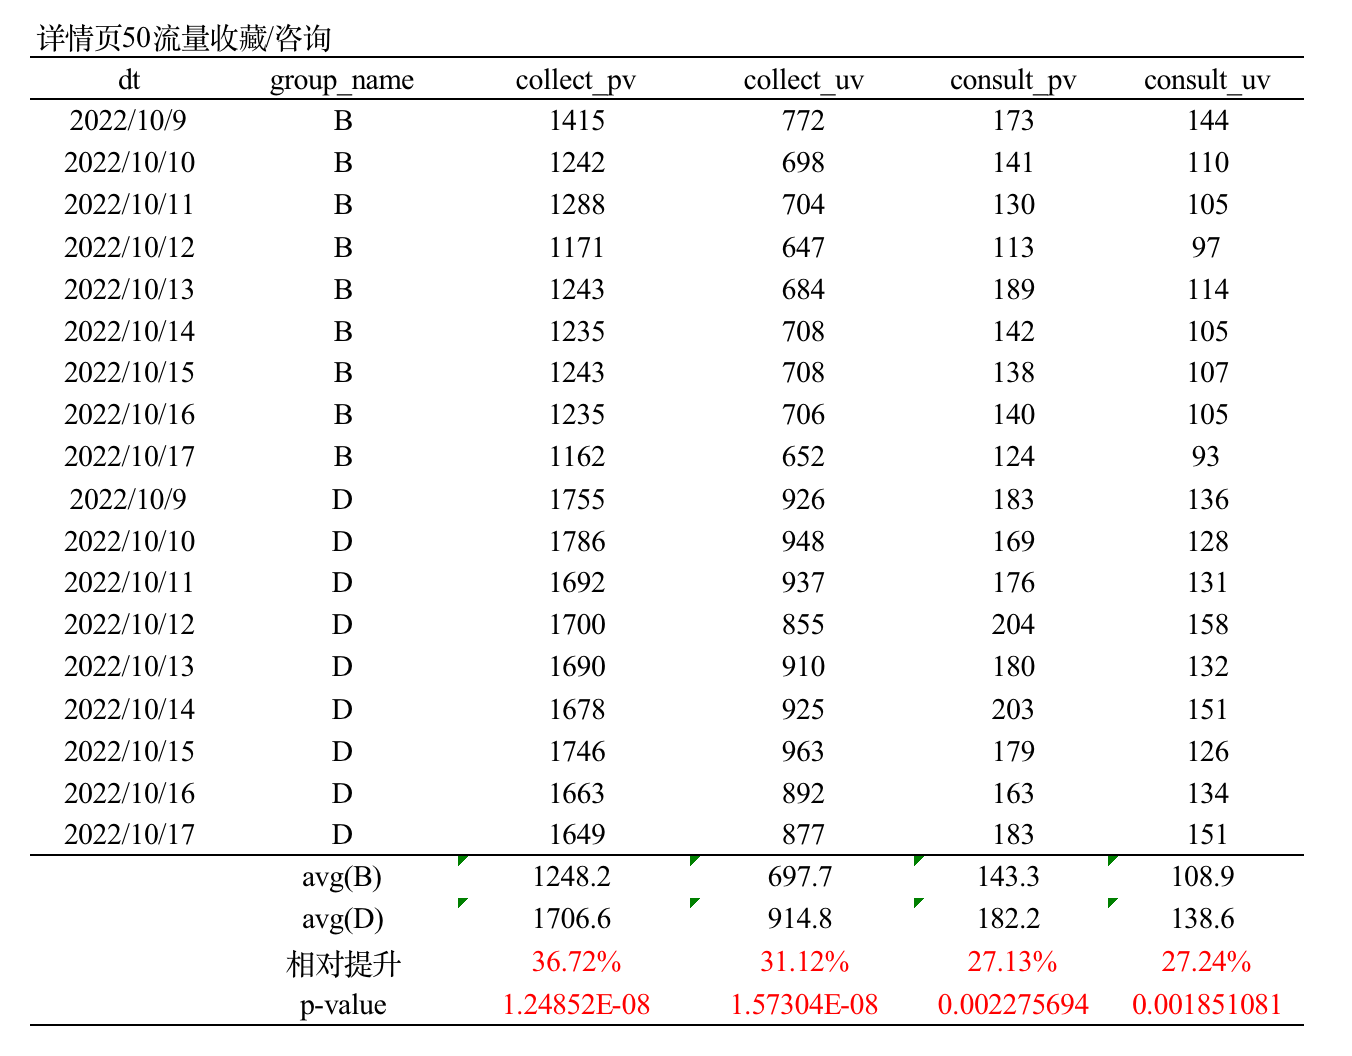 详情页50流量收藏/咨询
dt group_name collect_pv collect_uv consult_pv consult_uv
2022/10/9 B 1415 772 173 144
2022/10/10 B 1242 698 141 110
2022/10/11 B 1288 704 130 105
2022/10/12 B 1171 647 113 97
2022/10/13 B 1243 684 189 114
2022/10/14 B 1235 708 142 105
2022/10/15 B 1243 708 138 107
2022/10/16 B 1235 706 140 105
2022/10/17 B 1162 652 124 93
2022/10/9 D 1755 926 183 136
2022/10/10 D 1786 948 169 128
2022/10/11 D 1692 937 176 131
2022/10/12 D 1700 855 204 158
2022/10/13 D 1690 910 180 132
2022/10/14 D 1678 925 203 151
2022/10/15 D 1746 963 179 126
2022/10/16 D 1663 892 163 134
2022/10/17 D 1649 877 183 151
avg(B) 1248.2 697.7 143.3 108.9
avg(D) 1706.6 914.8 182.2 138.6
相对提升 36.72% 31.12% 27.13% 27.24%
p-value 1.24852E-08 1.57304E-08 0.002275694 0.001851081